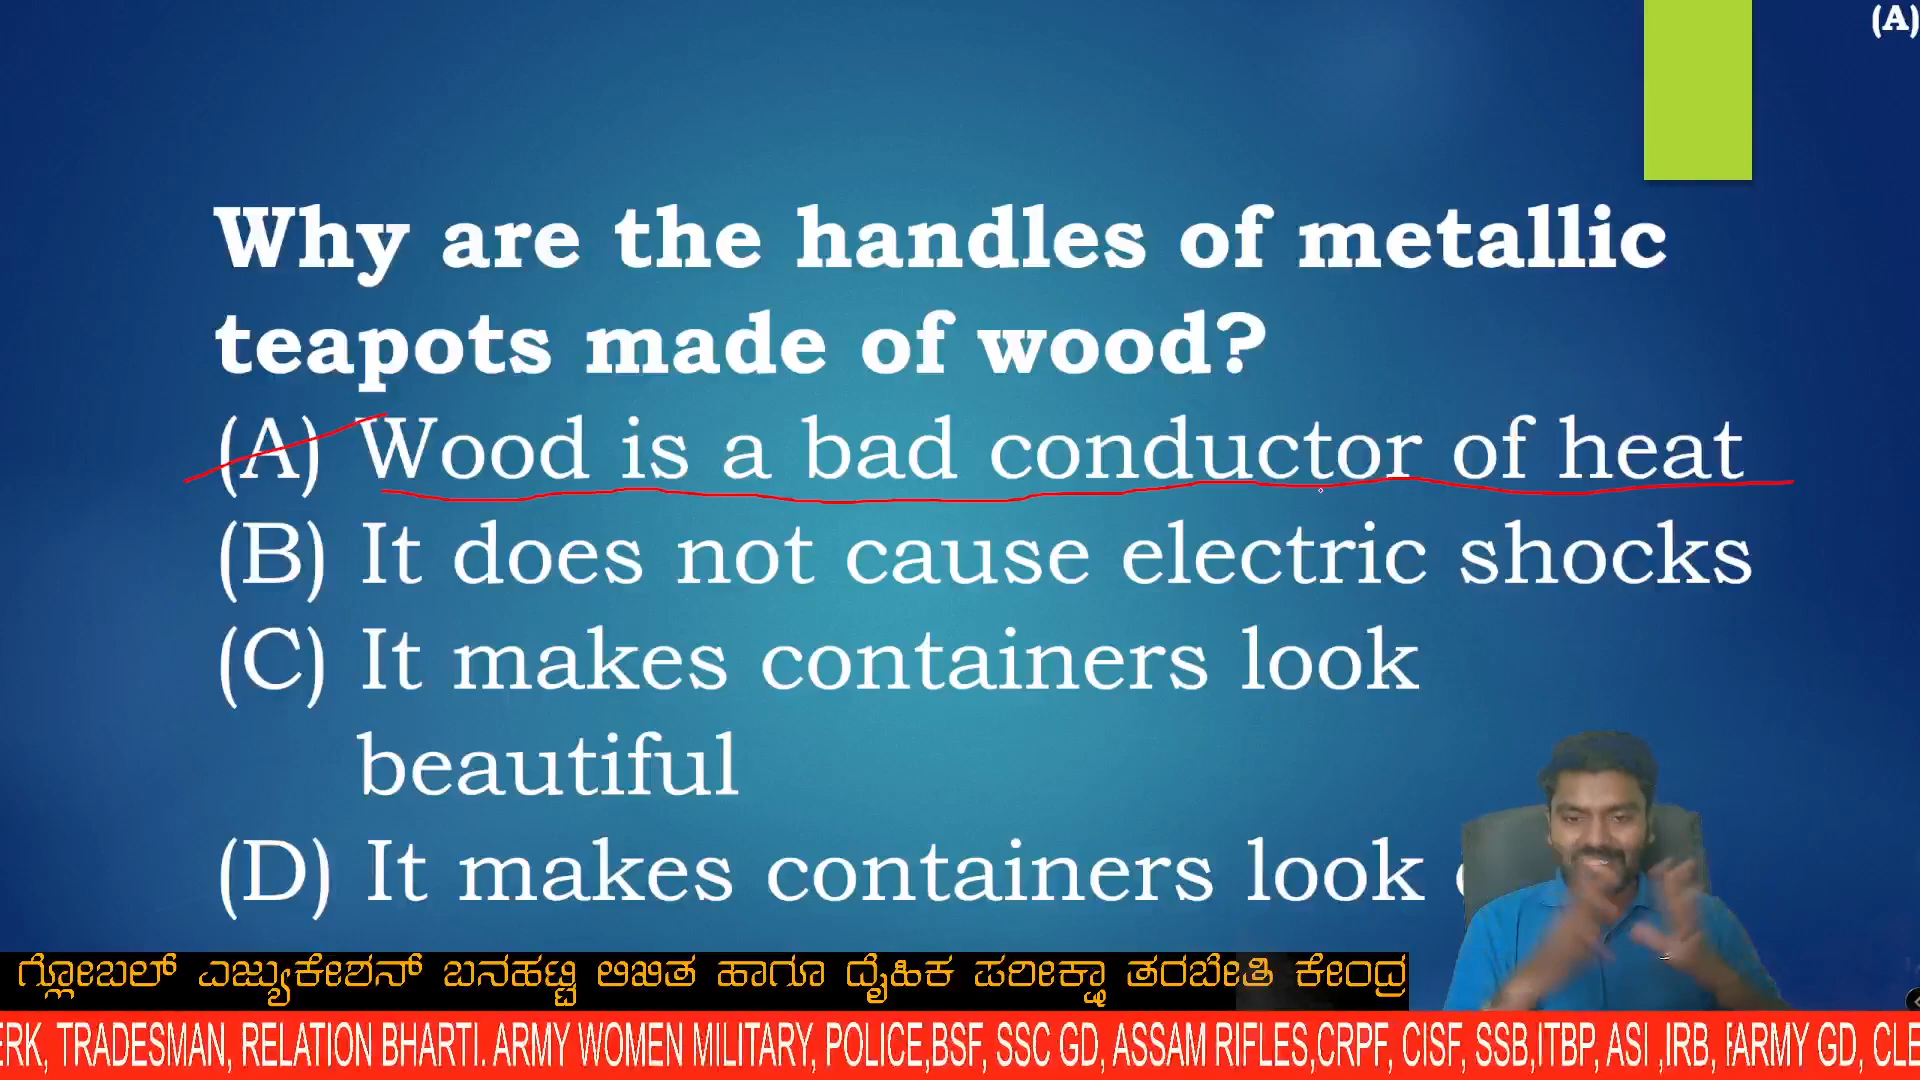 (A)
Why are the handles of metallic
teapots made of wood?
(A) Wood is a bad conductor of heat
(B) It does not cause electric shocks
(C) It makes containers look
beautiful
(D) It makes containers look
ಗ್ಲೋಬಲ್ ಎಜ್ಯುಕೇಶನ್ ಬನಹಟ್ಟಿ ಲಿಖಿತ ಹಾಗೂ ದೈಹಿಕ ಪರೀಕ್ಷಾ ತರಬೇತಿ ಕೇಂದ್ರ
ERK, TRADESMAN, RELATION BHARTI. ARMY WOMEN MILITARY, POLICE,BSF, SSC GD, ASSAM RIFLES,CRPF, CISF, SSB,ITBP, ASI ,IRB, ARMY GD, CLE